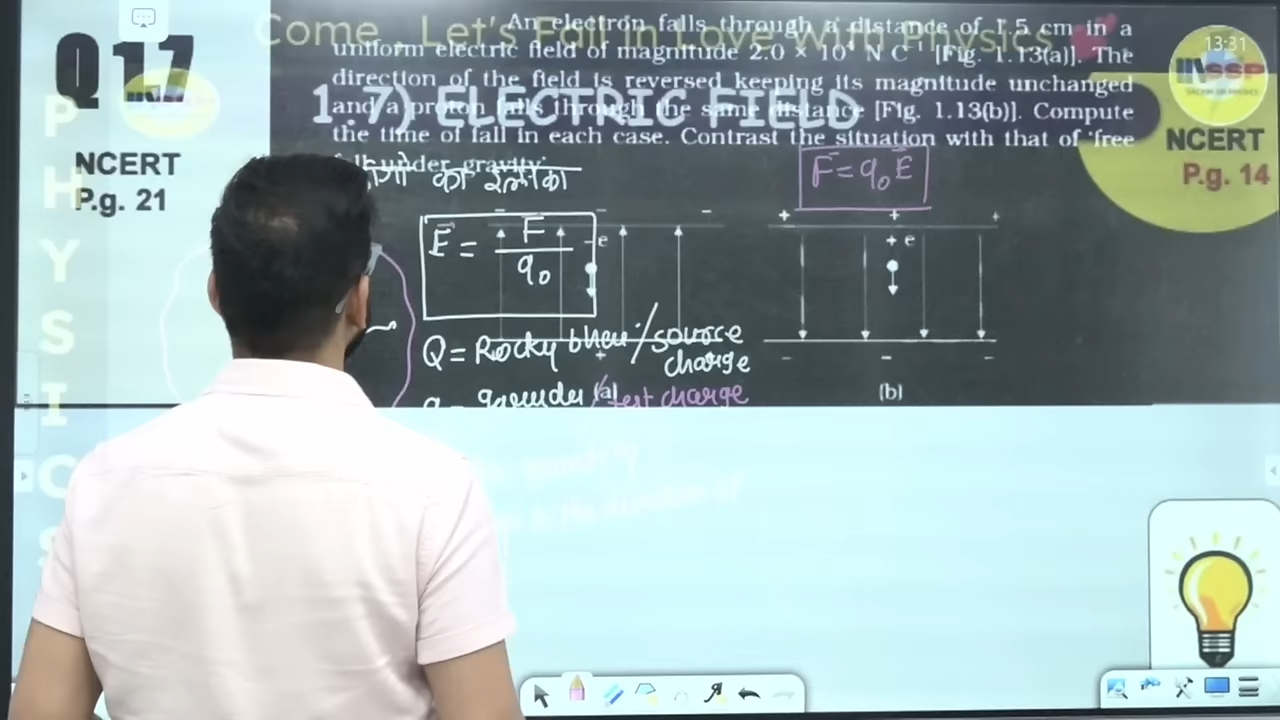 Come, Let's Fall in Love with Physics
Q 17
NCERT
P.g. 21
PHYSICS
An electron falls through a distance of 1.5 cm in a
uniform electric field of magnitude 2.0 × 10⁴ N C⁻¹ [Fig. 1.13(a)]. The
direction of the field is reversed keeping its magnitude unchanged
and a proton falls through the same distance [Fig. 1.13(b)]. Compute
the time of fall in each case. Contrast the situation with that of 'free
fall under gravity'.
1.7) ELECTRIC FIELD
13:31
SSP
NCERT
P.g. 14
का
F = q₀E
E = F/q₀
- - -
-e
+
(a)
+ + +
+ e
- - -
(b)
Q = Rocky bhai / source
charge
test charge